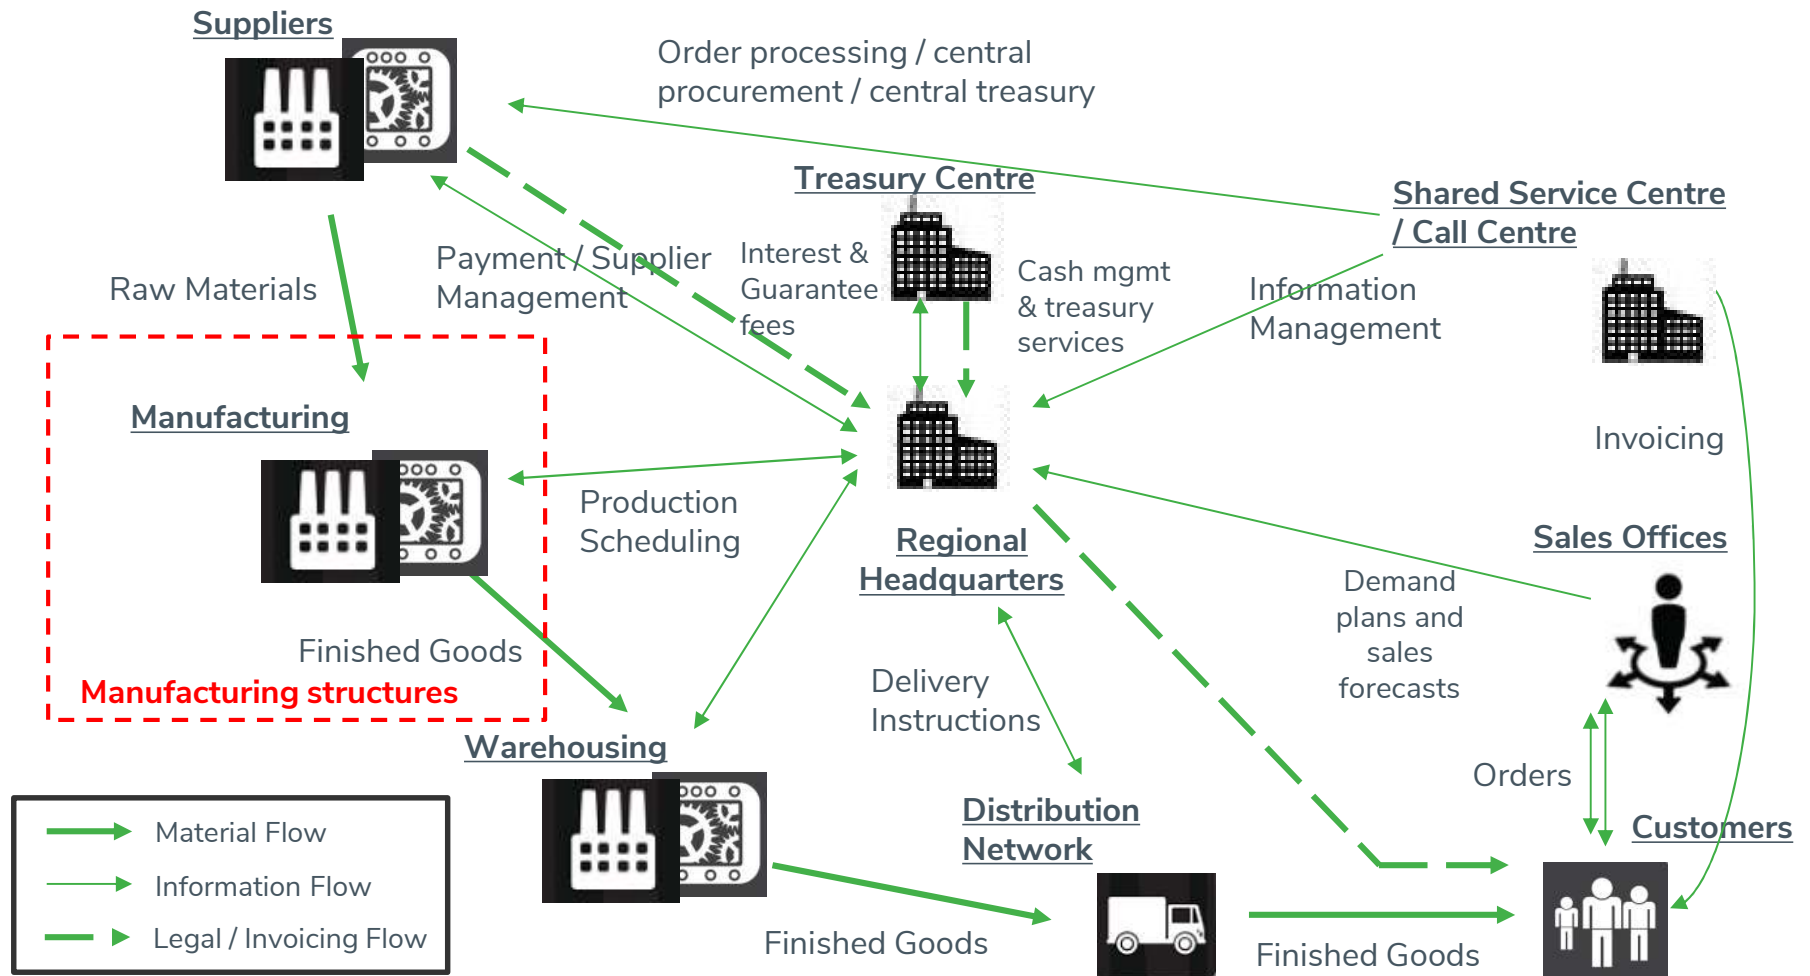 Suppliers
Order processing / central
procurement / central treasury
Treasury Centre
Shared Service Centre
/ Call Centre
Payment / Supplier
Management
Interest &
Guarantee
fees
Cash mgmt
& treasury
services
Information
Management
Raw Materials
Manufacturing
Invoicing
Production
Scheduling
Regional
Headquarters
Sales Offices
Demand
plans and
sales
forecasts
Finished Goods
Manufacturing structures
Delivery
Instructions
Warehousing
Orders
Distribution
Network
Customers
Material Flow
Information Flow
Legal / Invoicing Flow
Finished Goods
Finished Goods